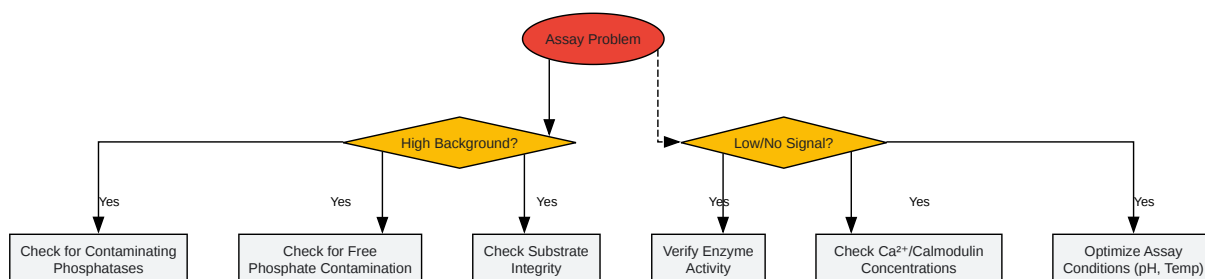 Assay Problem
High Background?
Low/No Signal?
Yes
Yes
Yes
Yes
Yes
Yes
Check for Contaminating
Phosphatases
Check for Free
Phosphate Contamination
Check Substrate
Integrity
Verify Enzyme
Activity
Check Ca²⁺/Calmodulin
Concentrations
Optimize Assay
Conditions (pH, Temp)